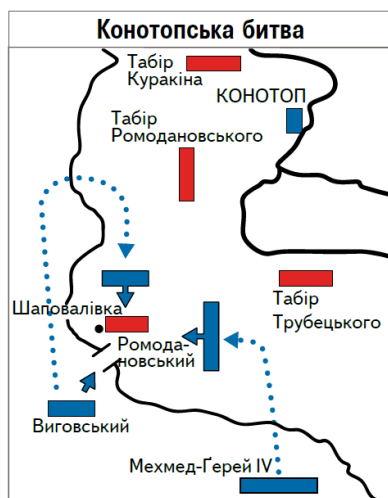 Конотопська битва
Табір
Куракіна
КОНОТОП
Табір
Ромодановського
Шаповалівка
Табір
Трубецького
Ромода-
новський
Виговський
Мехмед-Ґерей IV